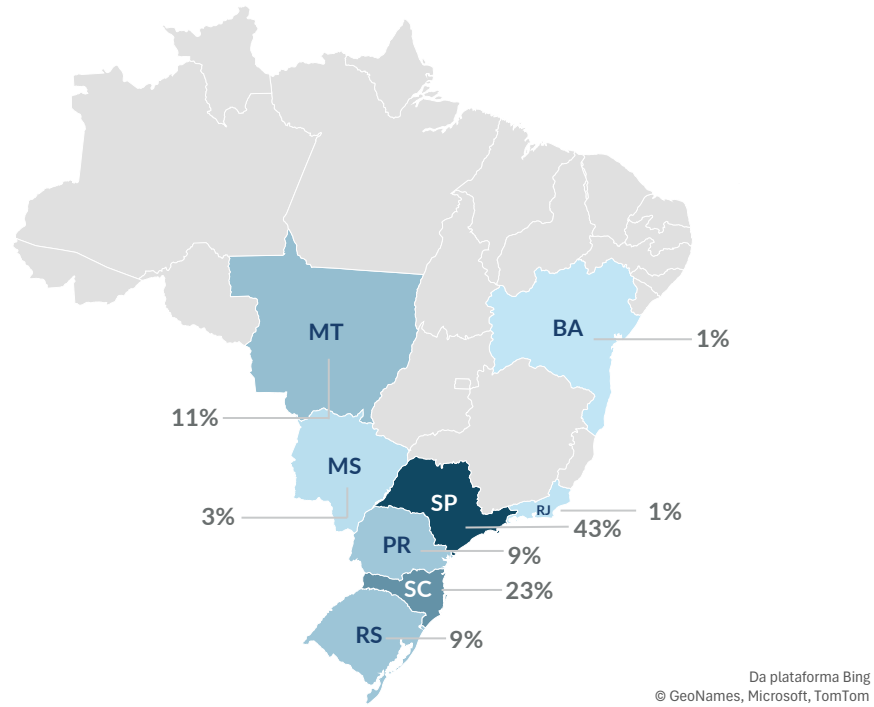 MT
BA
1%
11%
MS
SP
RJ
1%
3%
43%
PR
9%
SC
23%
RS
9%
Da plataforma Bing
© GeoNames, Microsoft, TomTom